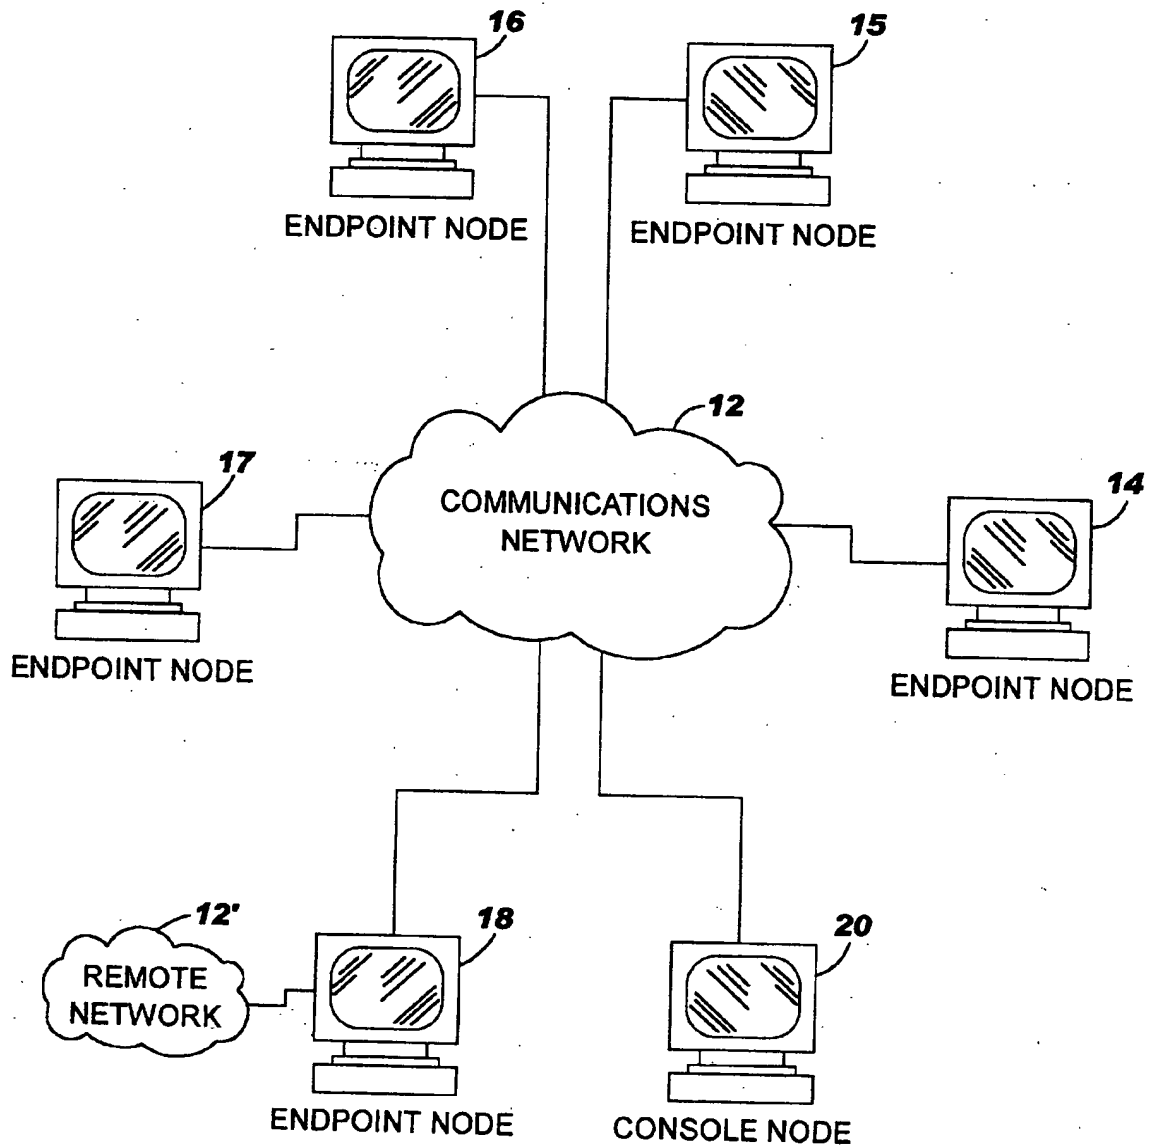 16
15
ENDPOINT NODE
ENDPOINT NODE
12
COMMUNICATIONS
NETWORK
17
14
ENDPOINT NODE
ENDPOINT NODE
12'
REMOTE
NETWORK
18
20
ENDPOINT NODE
CONSOLE NODE